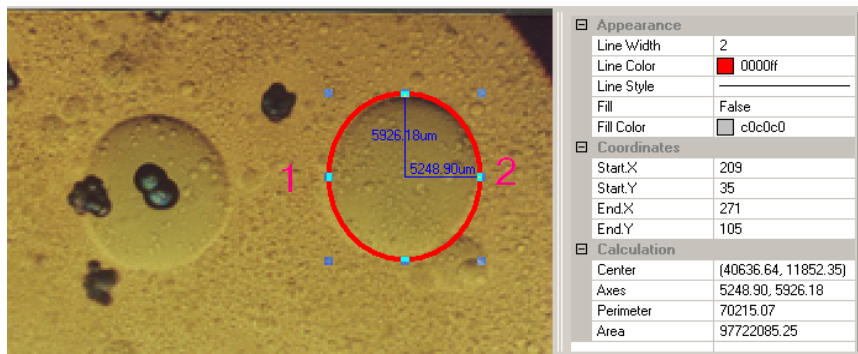 5926.18um
5248.90um
1
2
Appearance
Line Width 2
Line Color 0000ff
Line Style
Fill False
Fill Color c0c0c0
Coordinates
Start.X 209
Start.Y 35
End.X 271
End.Y 105
Calculation
Center (40636.64, 11852.35)
Axes 5248.90, 5926.18
Perimeter 70215.07
Area 97722085.25